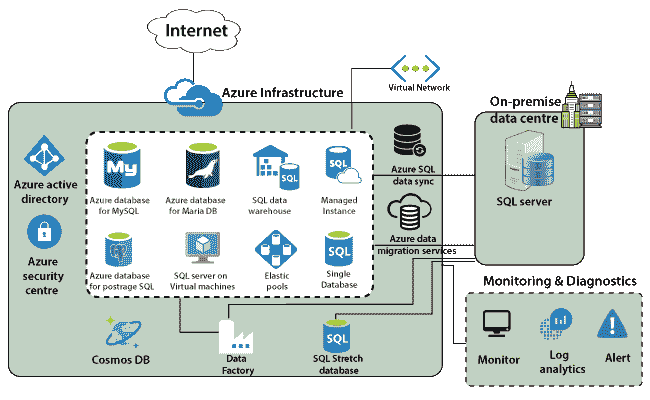 Internet
Azure Infrastructure
Virtual Network
On-premise
data centre
Azure active
directory
Azure
security
centre
My
Azure database
for MySQL
Azure database
for Maria DB
SQL
SQL data
warehouse
SQL
Managed
Instance
Azure SQL
data sync
SQL server
Azure database
for postrage SQL
SQL server on
Virtual machines
Elastic
pools
SQL
Single
Database
Azure data
migration services
Monitoring & Diagnostics
Cosmos DB
Data
Factory
SQL
SQL Stretch
database
Monitor
Log
analytics
Alert